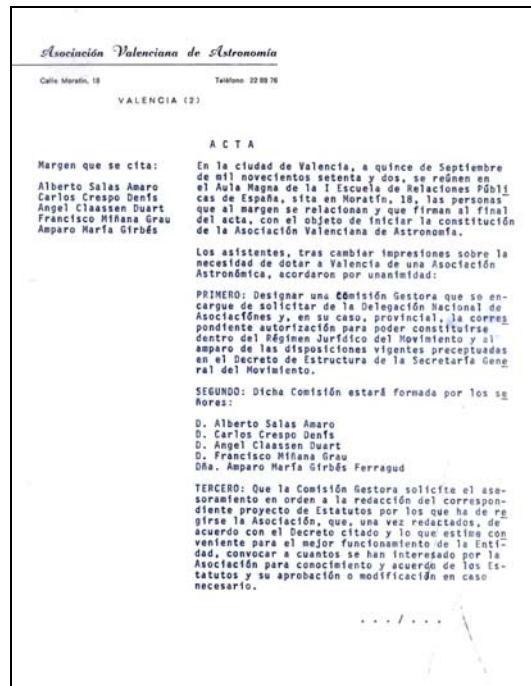 Asociación Valenciana de Astronomía
Calle Moratín, 18 Teléfono 22 89 76
VALENCIA (2)
A C T A
Margen que se cita:
Alberto Salas Amaro
Carlos Crespo Denis
Angel Claassen Duart
Francisco Miñana Grau
Amparo María Girbés
En la ciudad de Valencia, a quince de Septiembre
de mil novecientos setenta y dos, se reúnen en
el Aula Magna de la I Escuela de Relaciones Públi
cas de España, sita en Moratín, 18, las personas
que al margen se relacionan y que firman al final
del acta, con el objeto de iniciar la constitución
de la Asociación Valenciana de Astronomía.
Los asistentes, tras cambiar impresiones sobre la
necesidad de dotar a Valencia de una Asociación
Astronómica, acordaron por unanimidad:
PRIMERO: Designar una Comisión Gestora que se en-
cargue de solicitar de la Delegación Nacional de
Asociaciónes y, en su caso, provincial, la corres
pondiente autorización para poder constituirse
dentro del Régimen Jurídico del Movimiento y al
amparo de las disposiciones vigentes preceptuadas
en el Decreto de Estructura de la Secretaría Gene
ral del Movimiento.
SEGUNDO: Dicha Comisión estará formada por los se
ñores:
D. Alberto Salas Amaro
D. Carlos Crespo Denis
D. Angel Claassen Duart
D. Francisco Miñana Grau
Dña. Amparo María Girbés Ferragud
TERCERO: Que la Comisión Gestora solicite el ase-
soramiento en orden a la redacción del correspon-
diente proyecto de Estatutos por los que ha de re
girse la Asociación, que, una vez redactados, de
acuerdo con el Decreto citado y lo que estime con
veniente para el mejor funcionamiento de la Enti-
dad, convocar a cuantos se han interesado por la
Asociación para conocimiento y acuerdo de los Es-
tatutos y su aprobación o modificación en caso
necesario.
. . . / . . .